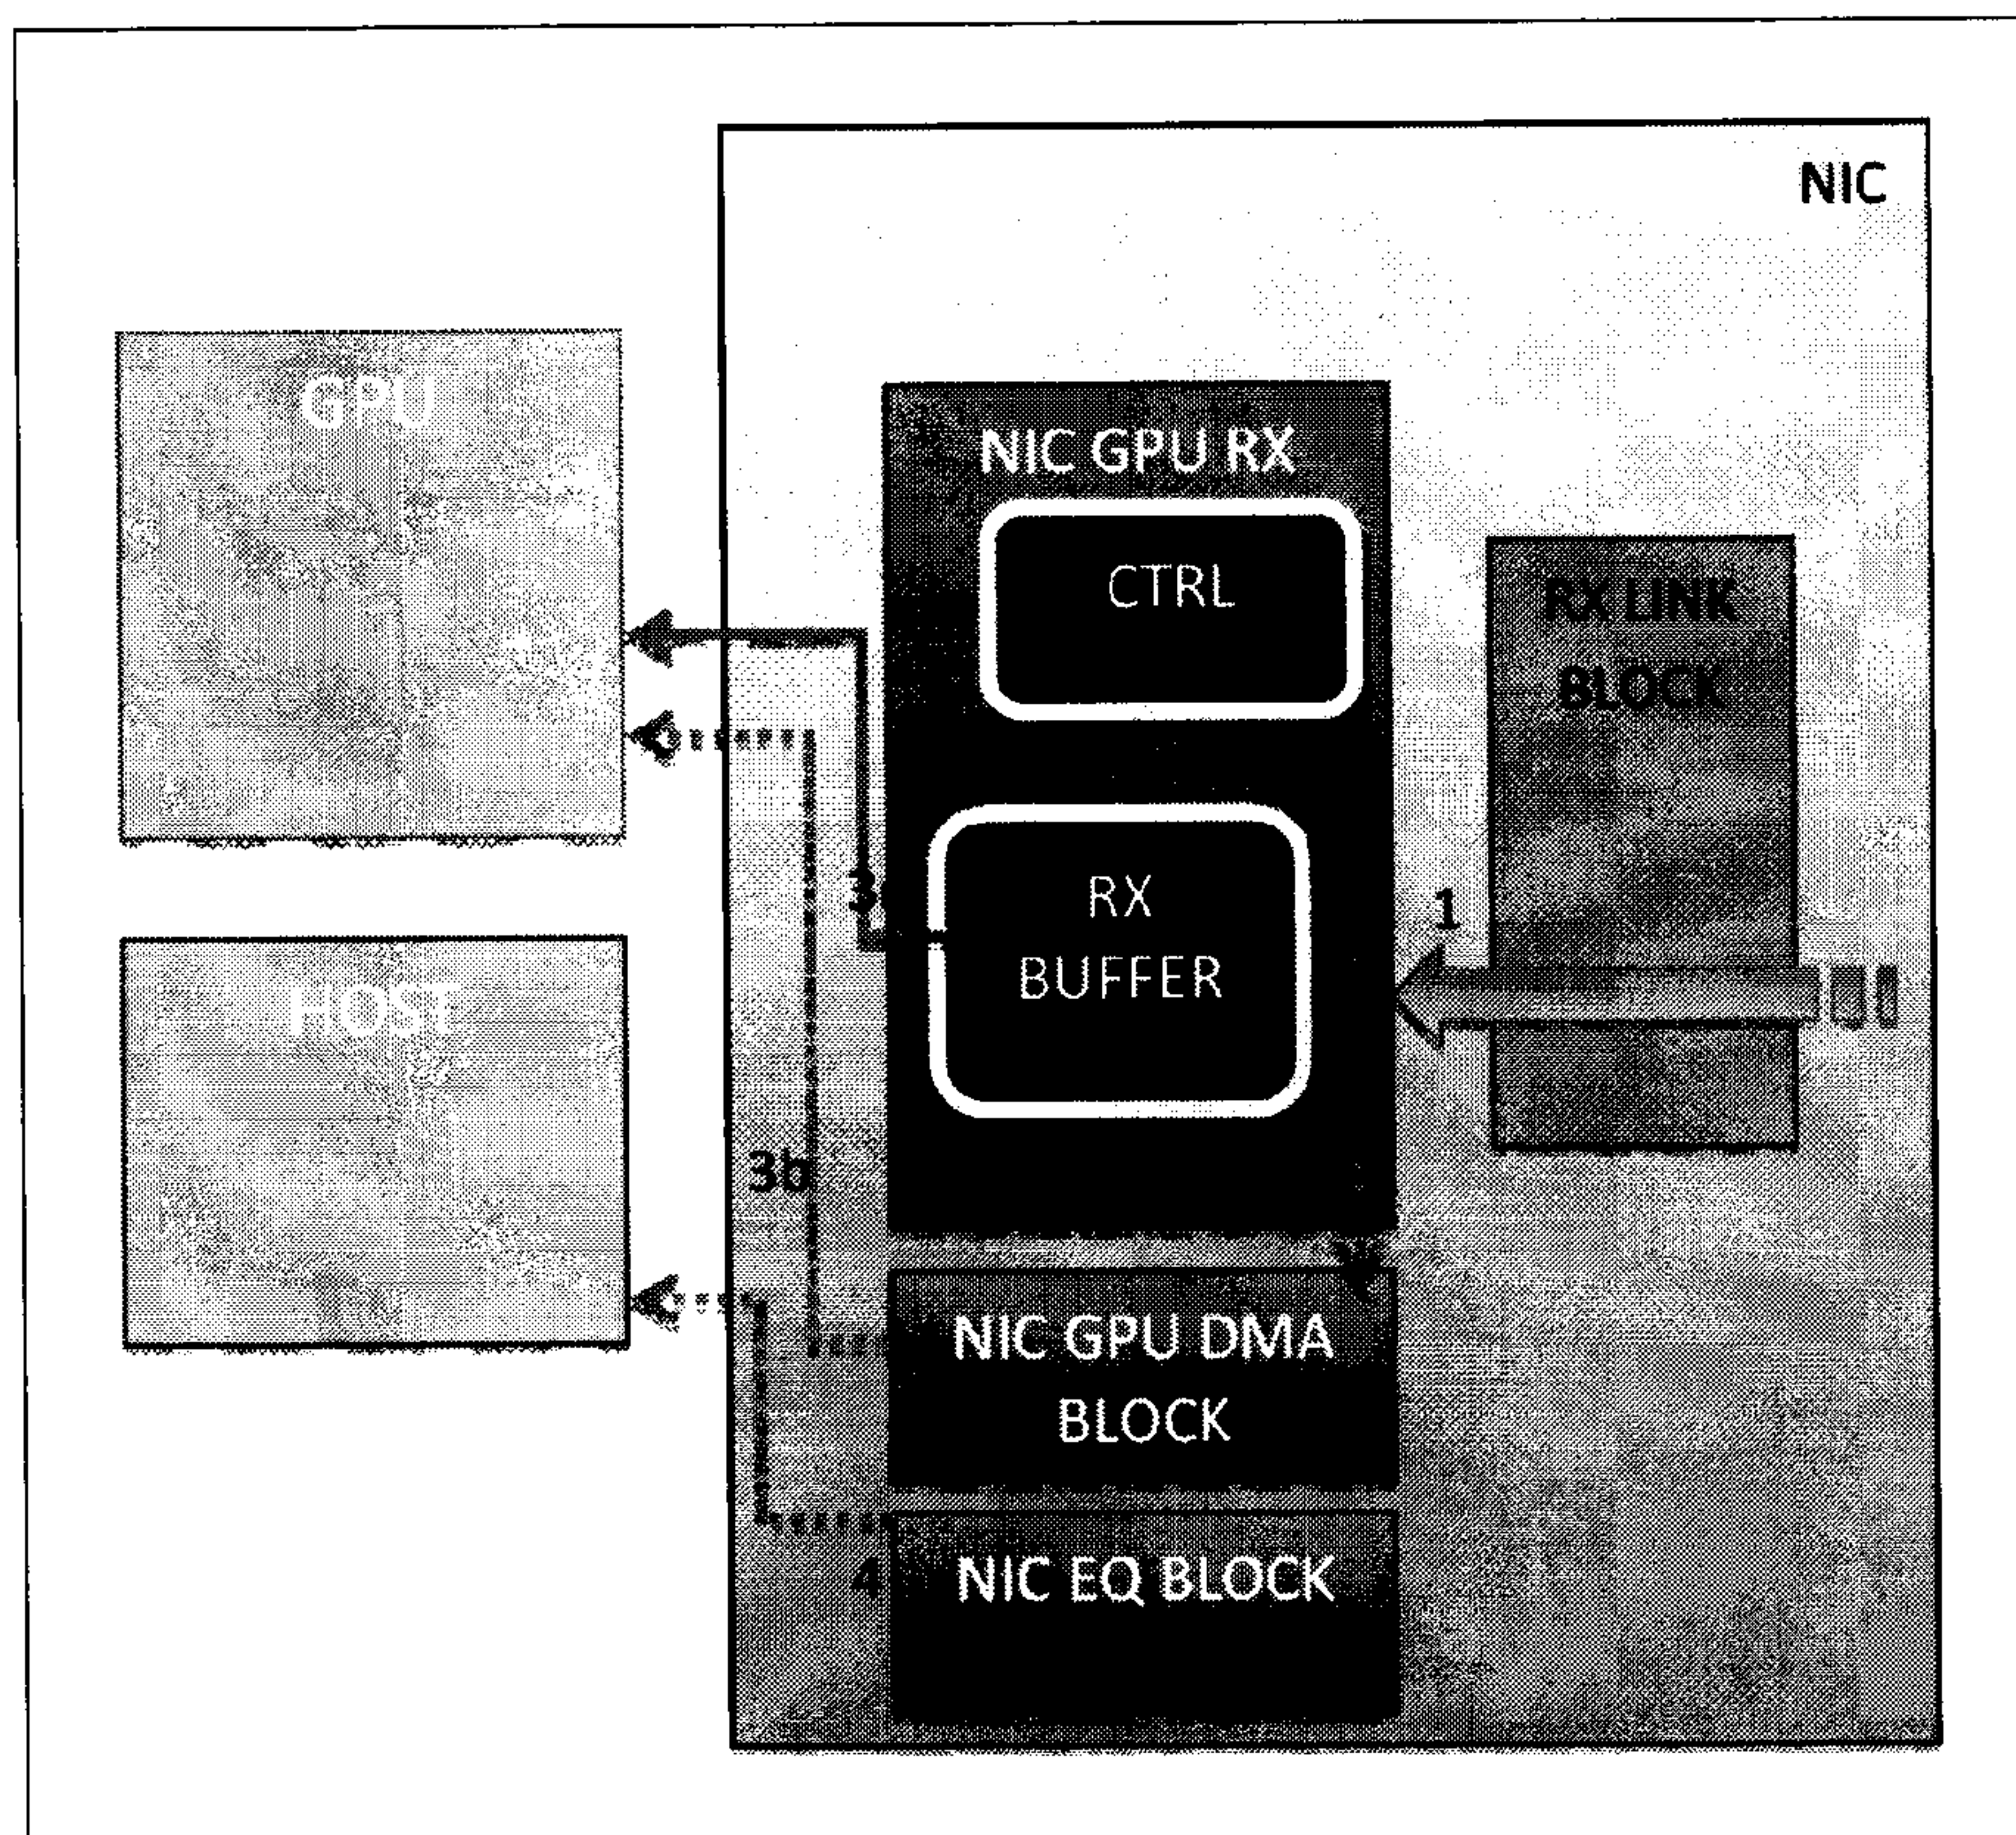 NIC
GPU
NIC GPU RX
CTRL
RX LINK
BLOCK
RX
BUFFER
1
HOST
3b
NIC GPU DMA
BLOCK
4
NIC EQ BLOCK